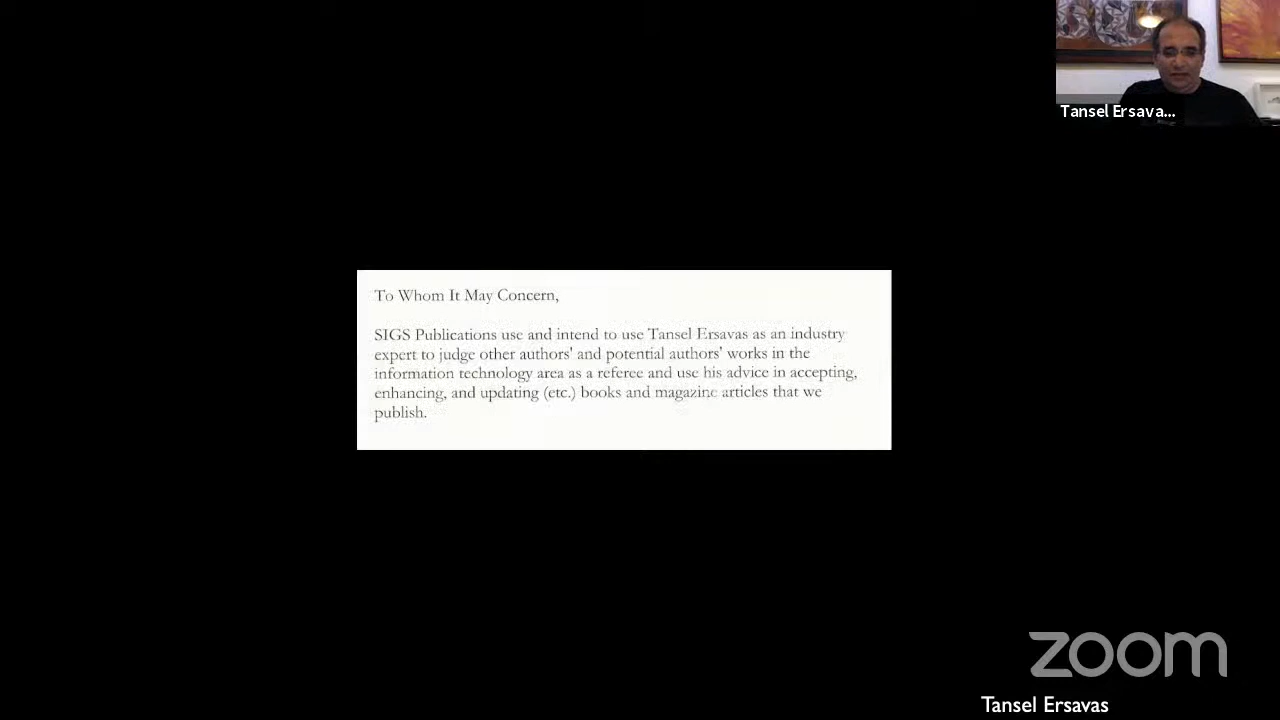 Tansel Ersava...
To Whom It May Concern,
SIGS Publications use and intend to use Tansel Ersavas as an industry
expert to judge other authors' and potential authors' works in the
information technology area as a referee and use his advice in accepting,
enhancing, and updating (etc.) books and magazine articles that we
publish.
zoom
Tansel Ersavas